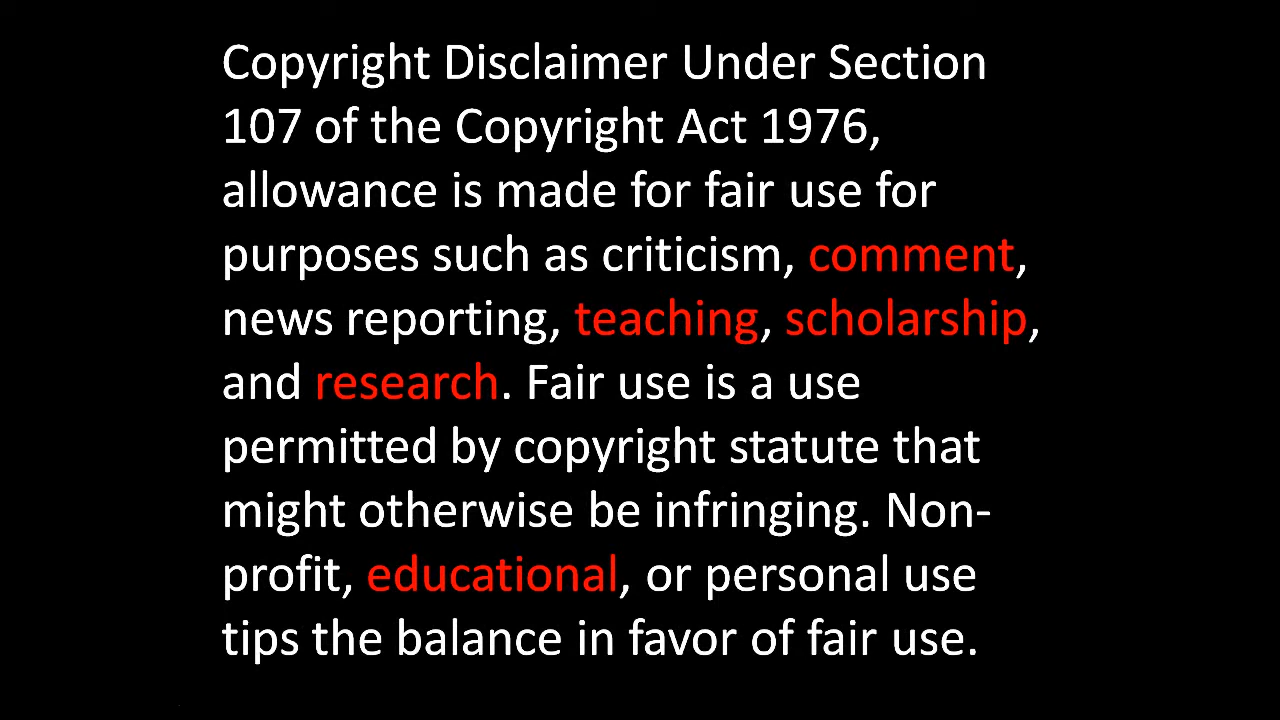 Copyright Disclaimer Under Section
107 of the Copyright Act 1976,
allowance is made for fair use for
purposes such as criticism, comment,
news reporting, teaching, scholarship,
and research. Fair use is a use
permitted by copyright statute that
might otherwise be infringing. Non-
profit, educational, or personal use
tips the balance in favor of fair use.